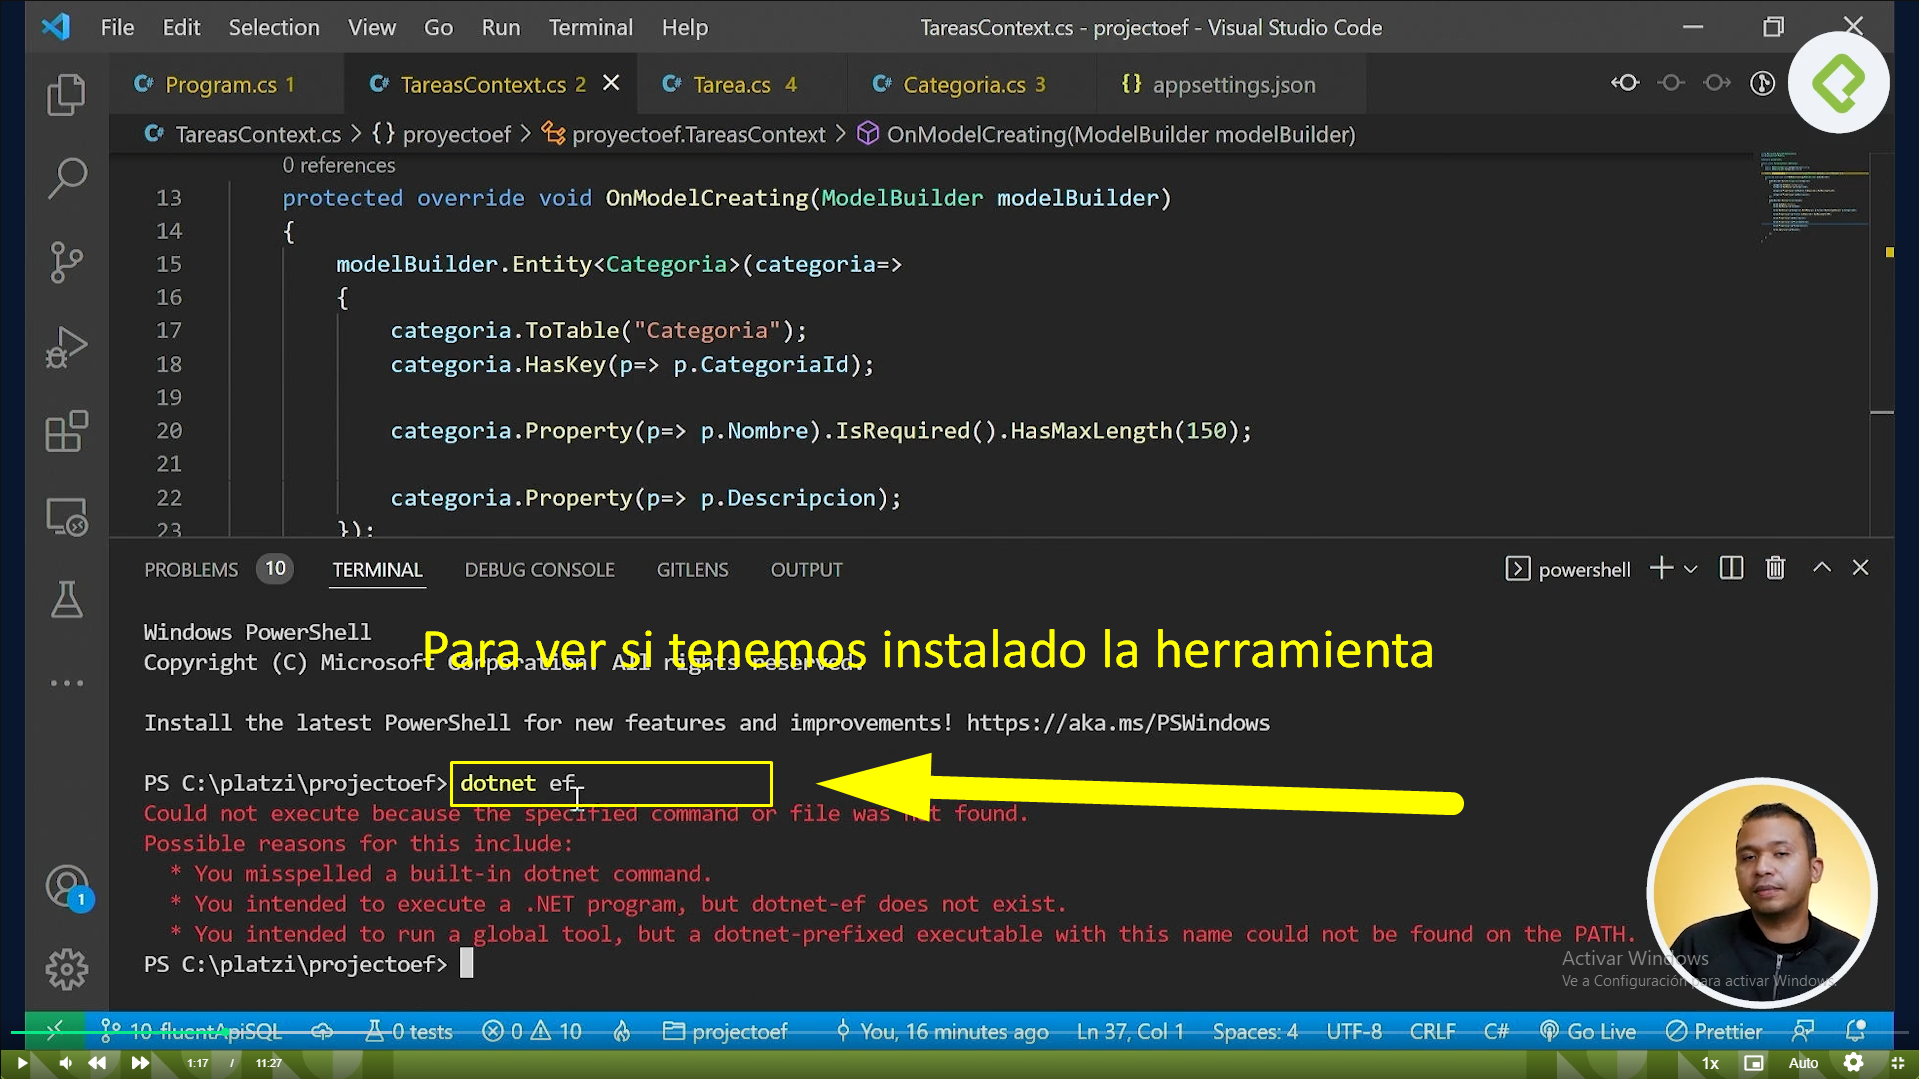 File Edit Selection View Go Run Terminal Help TareasContext.cs - projectoef - Visual Studio Code
Program.cs 1 TareasContext.cs 2 Tarea.cs 4 Categoria.cs 3 {} appsettings.json
TareasContext.cs > {} proyectoef > proyectoef.TareasContext > OnModelCreating(ModelBuilder modelBuilder)
0 references
13 protected override void OnModelCreating(ModelBuilder modelBuilder)
14 {
15 modelBuilder.Entity<Categoria>(categoria=>
16 {
17 categoria.ToTable("Categoria");
18 categoria.HasKey(p=> p.CategoriaId);
19
20 categoria.Property(p=> p.Nombre).IsRequired().HasMaxLength(150);
21
22 categoria.Property(p=> p.Descripcion);
23 });
PROBLEMS 10 TERMINAL DEBUG CONSOLE GITLENS OUTPUT powershell
Windows PowerShell
Para ver si tenemos instalado la herramienta
Copyright (C) Microsoft Corporation. All rights reserved.
Install the latest PowerShell for new features and improvements! https://aka.ms/PSWindows
PS C:\platzi\projectoef> dotnet ef
Could not execute because the specified command or file was not found.
Possible reasons for this include:
* You misspelled a built-in dotnet command.
* You intended to execute a .NET program, but dotnet-ef does not exist.
* You intended to run a global tool, but a dotnet-prefixed executable with this name could not be found on the PATH.
PS C:\platzi\projectoef>
1
Activar Windows
Ve a Configuración para activar Windows.
10 fluentApiSQL 0 tests 0 10 projectoef You, 16 minutes ago Ln 37, Col 1 Spaces: 4 UTF-8 CRLF C# Go Live Prettier
1:17 / 11:27 1x Auto